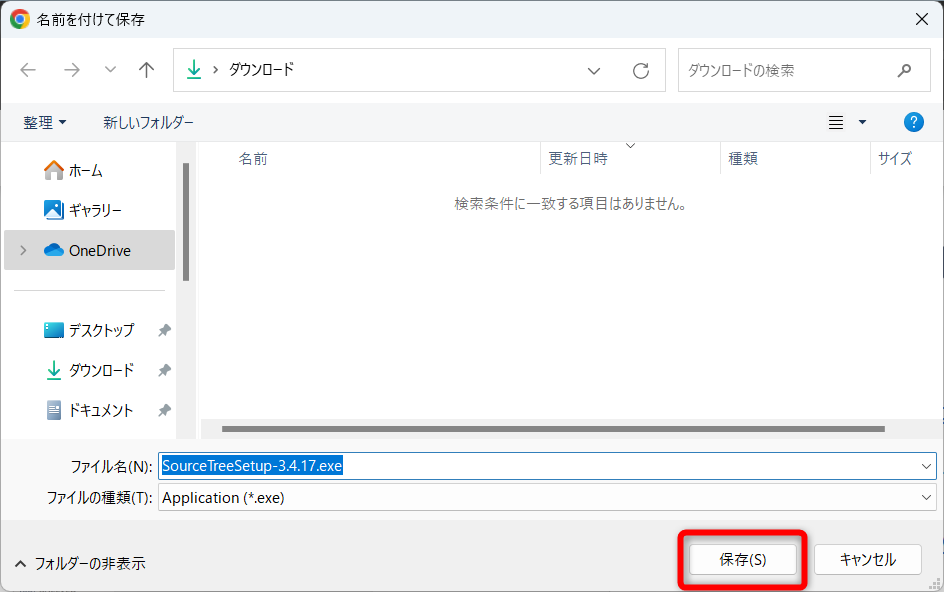 名前を付けて保存
ダウンロード
ダウンロードの検索
整理
新しいフォルダー
?
名前
更新日時
種類
サイズ
検索条件に一致する項目はありません。
ホーム
ギャラリー
OneDrive
デスクトップ
ダウンロード
ドキュメント
ファイル名(N):
SourceTreeSetup-3.4.17.exe
ファイルの種類(T):
Application (*.exe)
フォルダーの非表示
保存(S)
キャンセル